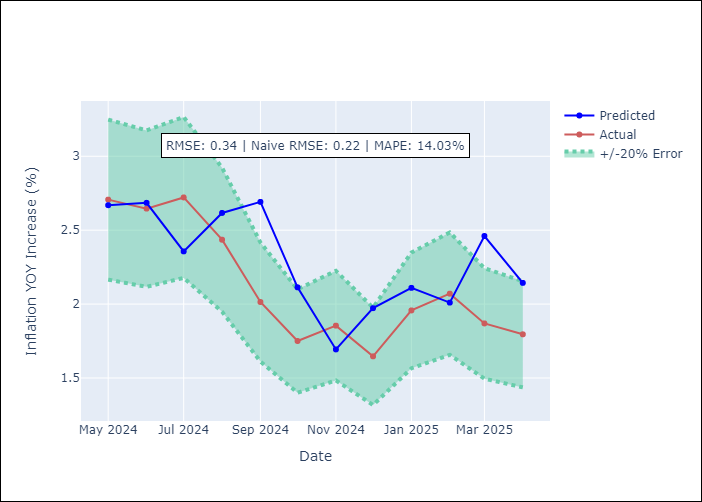 RMSE: 0.34 | Naive RMSE: 0.22 | MAPE: 14.03%
Predicted
Actual
+/-20% Error
3
2.5
2
1.5
Inflation YOY Increase (%)
May 2024
Jul 2024
Sep 2024
Nov 2024
Jan 2025
Mar 2025
Date